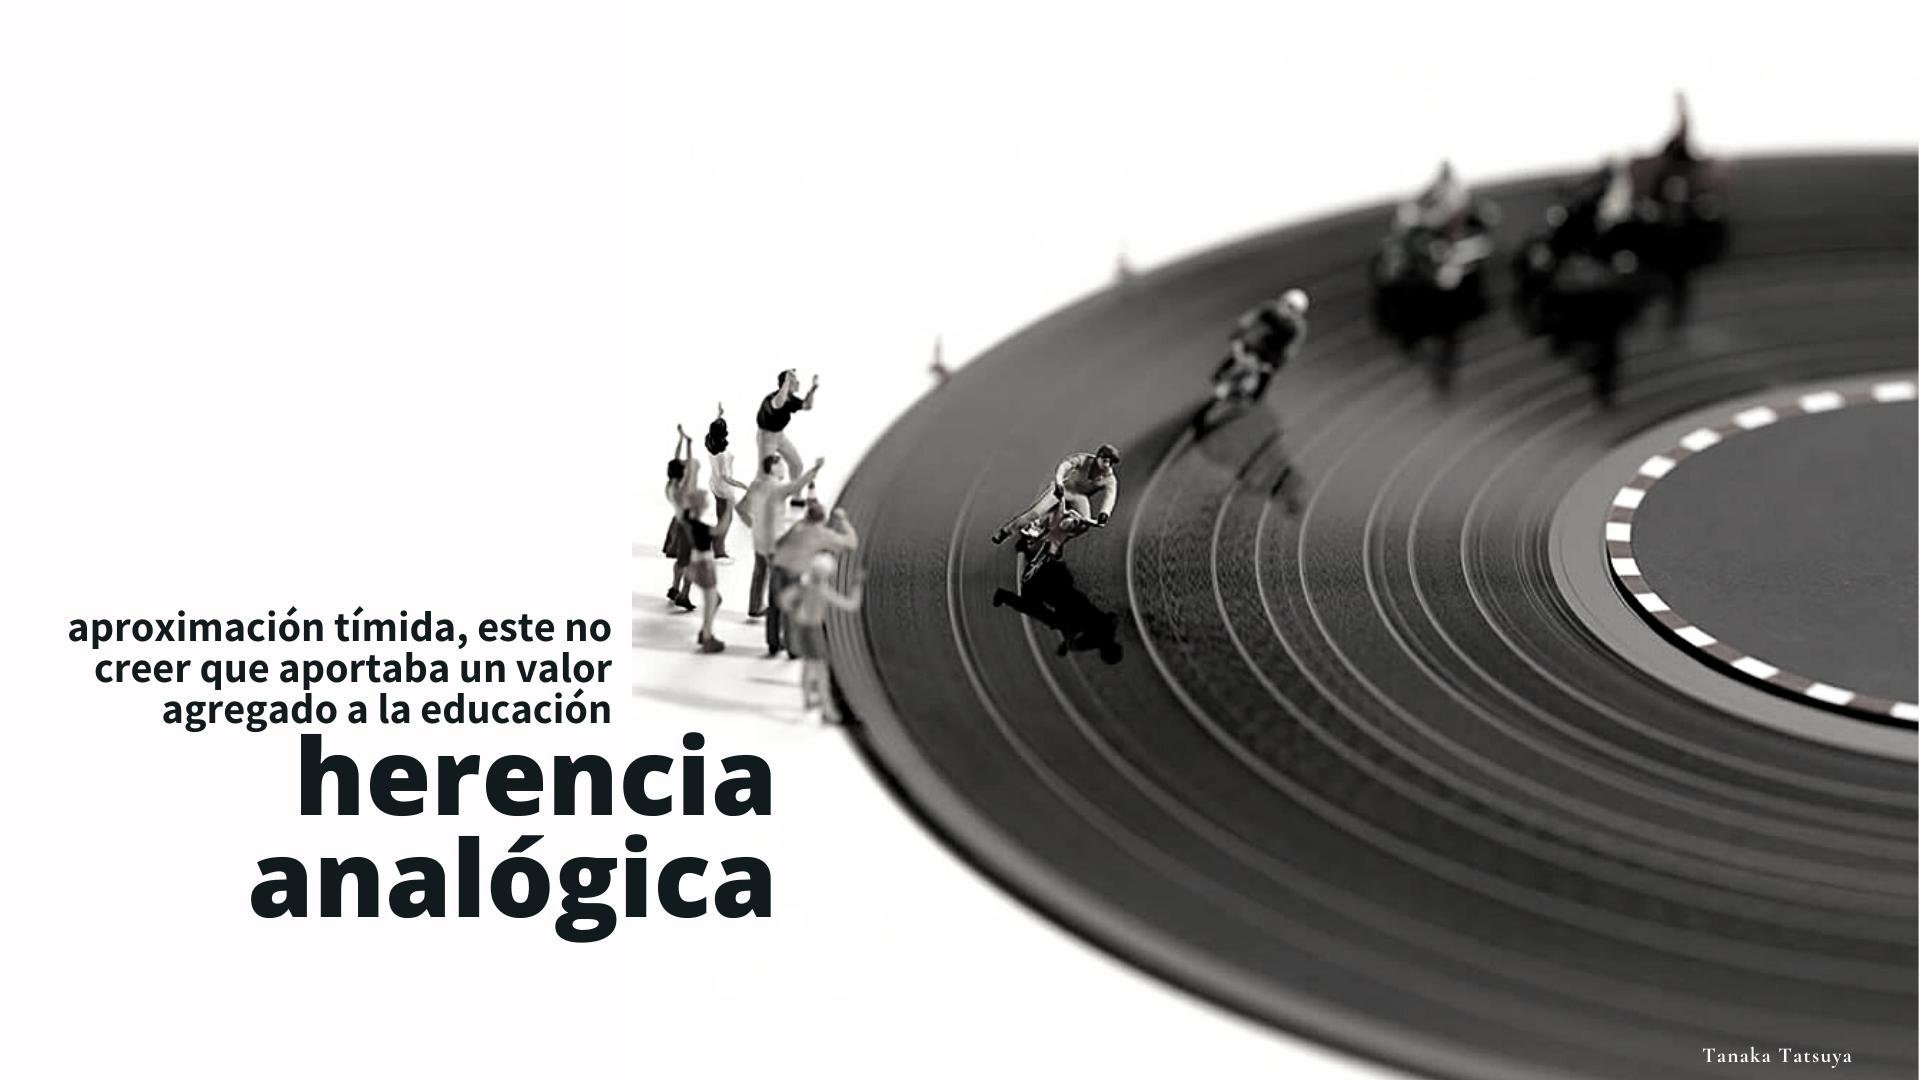 aproximación tímida, este no
creer que aportaba un valor
agregado a la educación
herencia
analógica
Tanaka Tatsuya